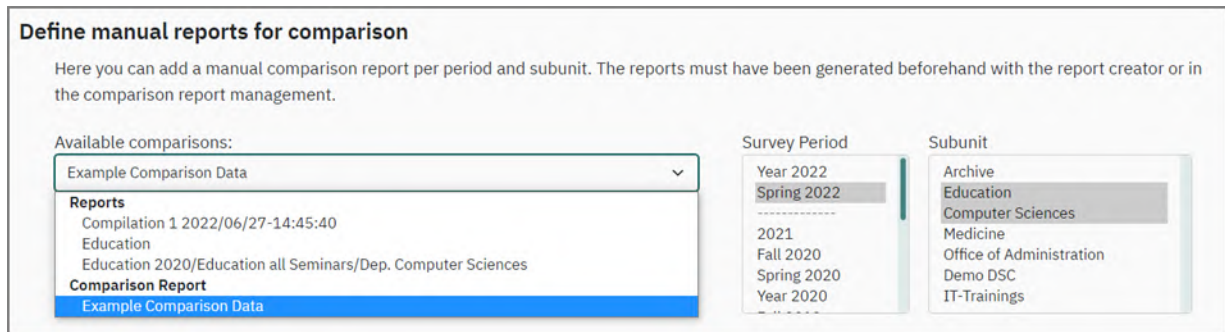 Define manual reports for comparison
Here you can add a manual comparison report per period and subunit. The reports must have been generated beforehand with the report creator or in
the comparison report management.
Available comparisons:
Example Comparison Data
Reports
Compilation 1 2022/06/27-14:45:40
Education
Education 2020/Education all Seminars/Dep. Computer Sciences
Comparison Report
Example Comparison Data
Survey Period
Year 2022
Spring 2022
-------------
2021
Fall 2020
Spring 2020
Year 2020
Subunit
Archive
Education
Computer Sciences
Medicine
Office of Administration
Demo DSC
IT-Trainings